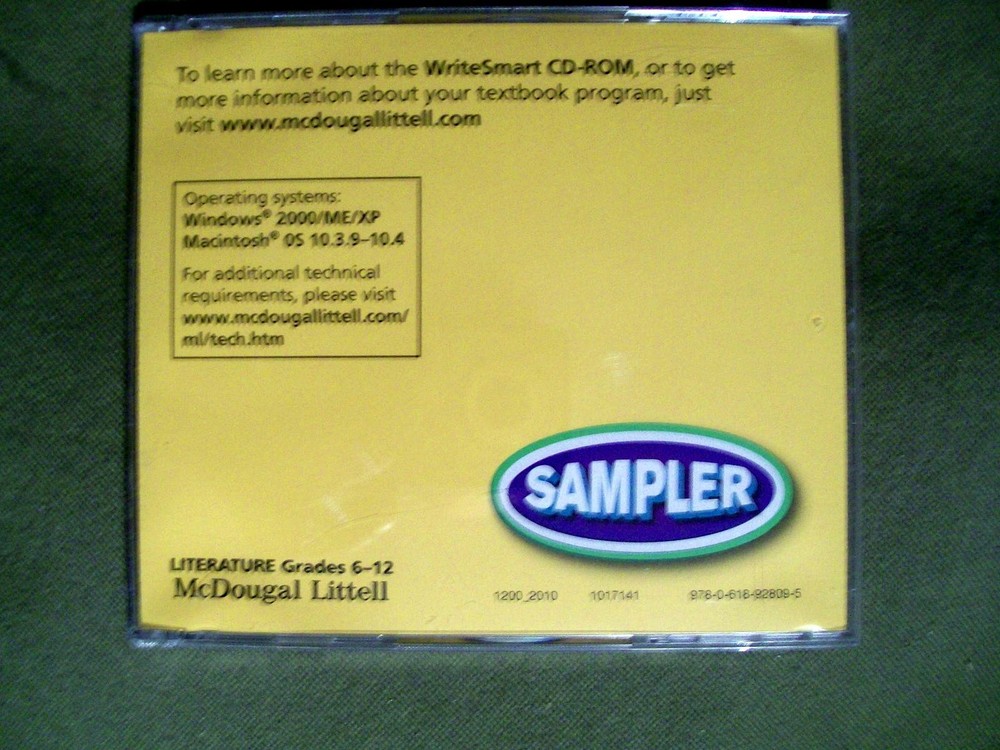 To learn more about the WriteSmart CD-ROM, or to get
more information about your textbook program, just
visit www.mcdougallittell.com
Operating systems:
Windows® 2000/ME/XP
Macintosh® OS 10.3.9–10.4
For additional technical
requirements, please visit
www.mcdougallittell.com/
ml/tech.htm
SAMPLER
LITERATURE Grades 6–12
McDougal Littell
1200_2010 1017141 978-0-618-92809-5